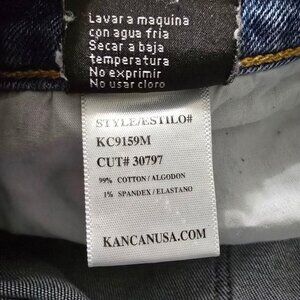 Lavar a maquina
con agua fria
Secar a baja
temperatura
No exprimir
No usar cloro
STYLE/ESTILO#
KC9159M
CUT# 30797
99% COTTON / ALGODON
1% SPANDEX / ELASTANO
KANCANUSA.COM